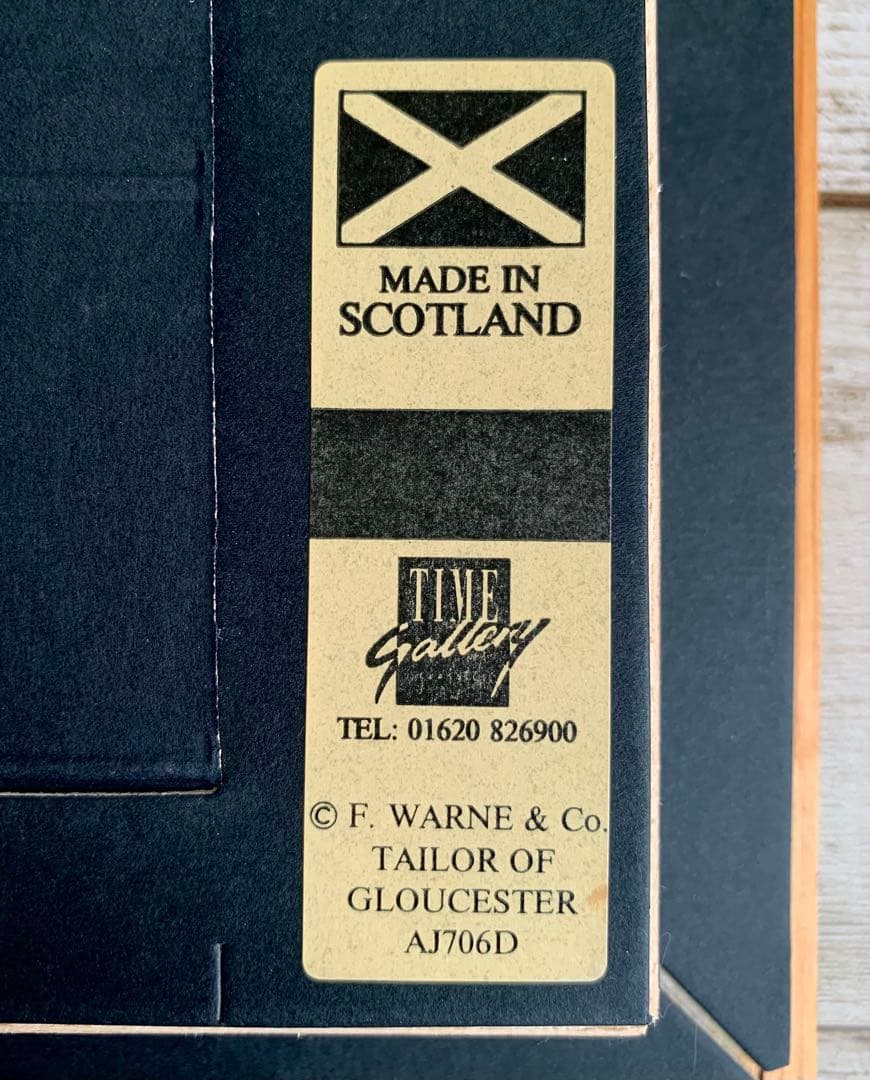 MADE IN
SCOTLAND
TIME
Gallery
TEL: 01620 826900
© F. WARNE & Co.
TAILOR OF
GLOUCESTER
AJ706D